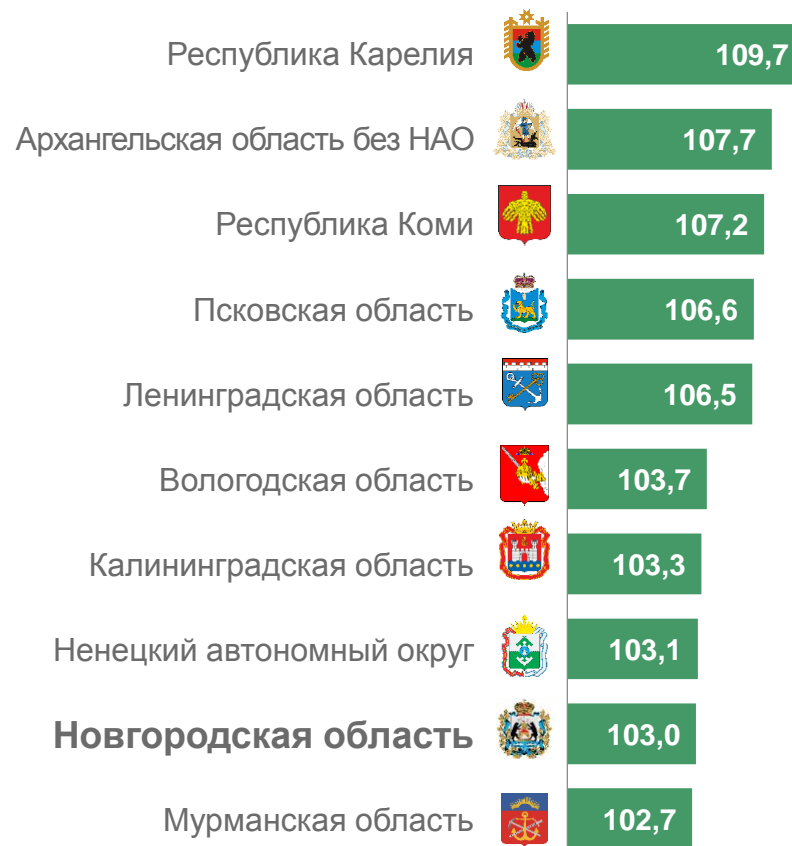 Республика Карелия 109,7
Архангельская область без НАО 107,7
Республика Коми 107,2
Псковская область 106,6
Ленинградская область 106,5
Вологодская область 103,7
Калининградская область 103,3
Ненецкий автономный округ 103,1
Новгородская область 103,0
Мурманская область 102,7